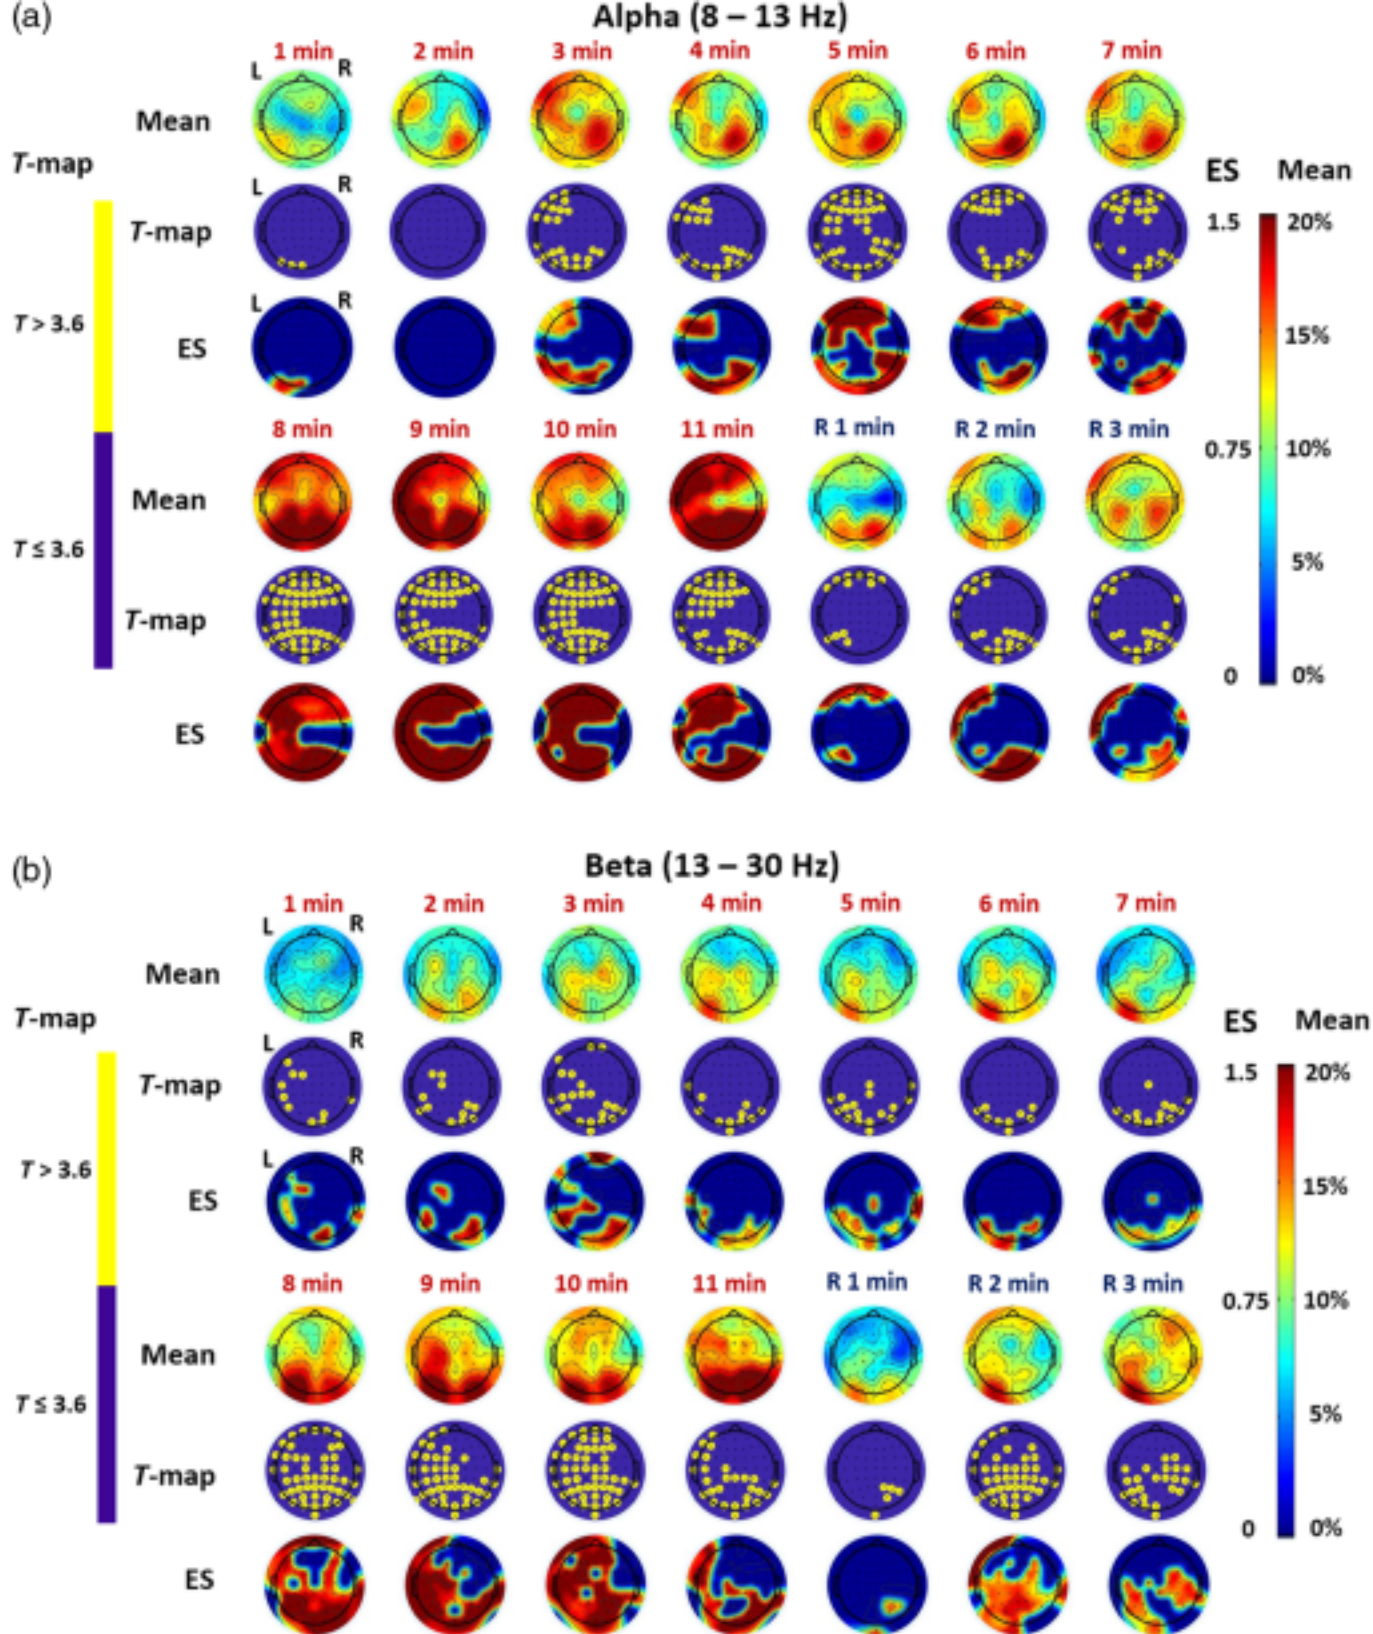 (a)
Alpha (8 – 13 Hz)
1 min 2 min 3 min 4 min 5 min 6 min 7 min
L R
Mean
T-map
ES Mean
L R
T-map
1.5 20%
L R
T > 3.6
ES
15%
8 min 9 min 10 min 11 min R 1 min R 2 min R 3 min
0.75 10%
Mean
T ≤ 3.6
5%
T-map
0 0%
ES
(b)
Beta (13 – 30 Hz)
1 min 2 min 3 min 4 min 5 min 6 min 7 min
L R
Mean
T-map
ES Mean
L R
T-map
1.5 20%
L R
T > 3.6
ES
15%
8 min 9 min 10 min 11 min R 1 min R 2 min R 3 min
0.75 10%
Mean
T ≤ 3.6
5%
T-map
0 0%
ES